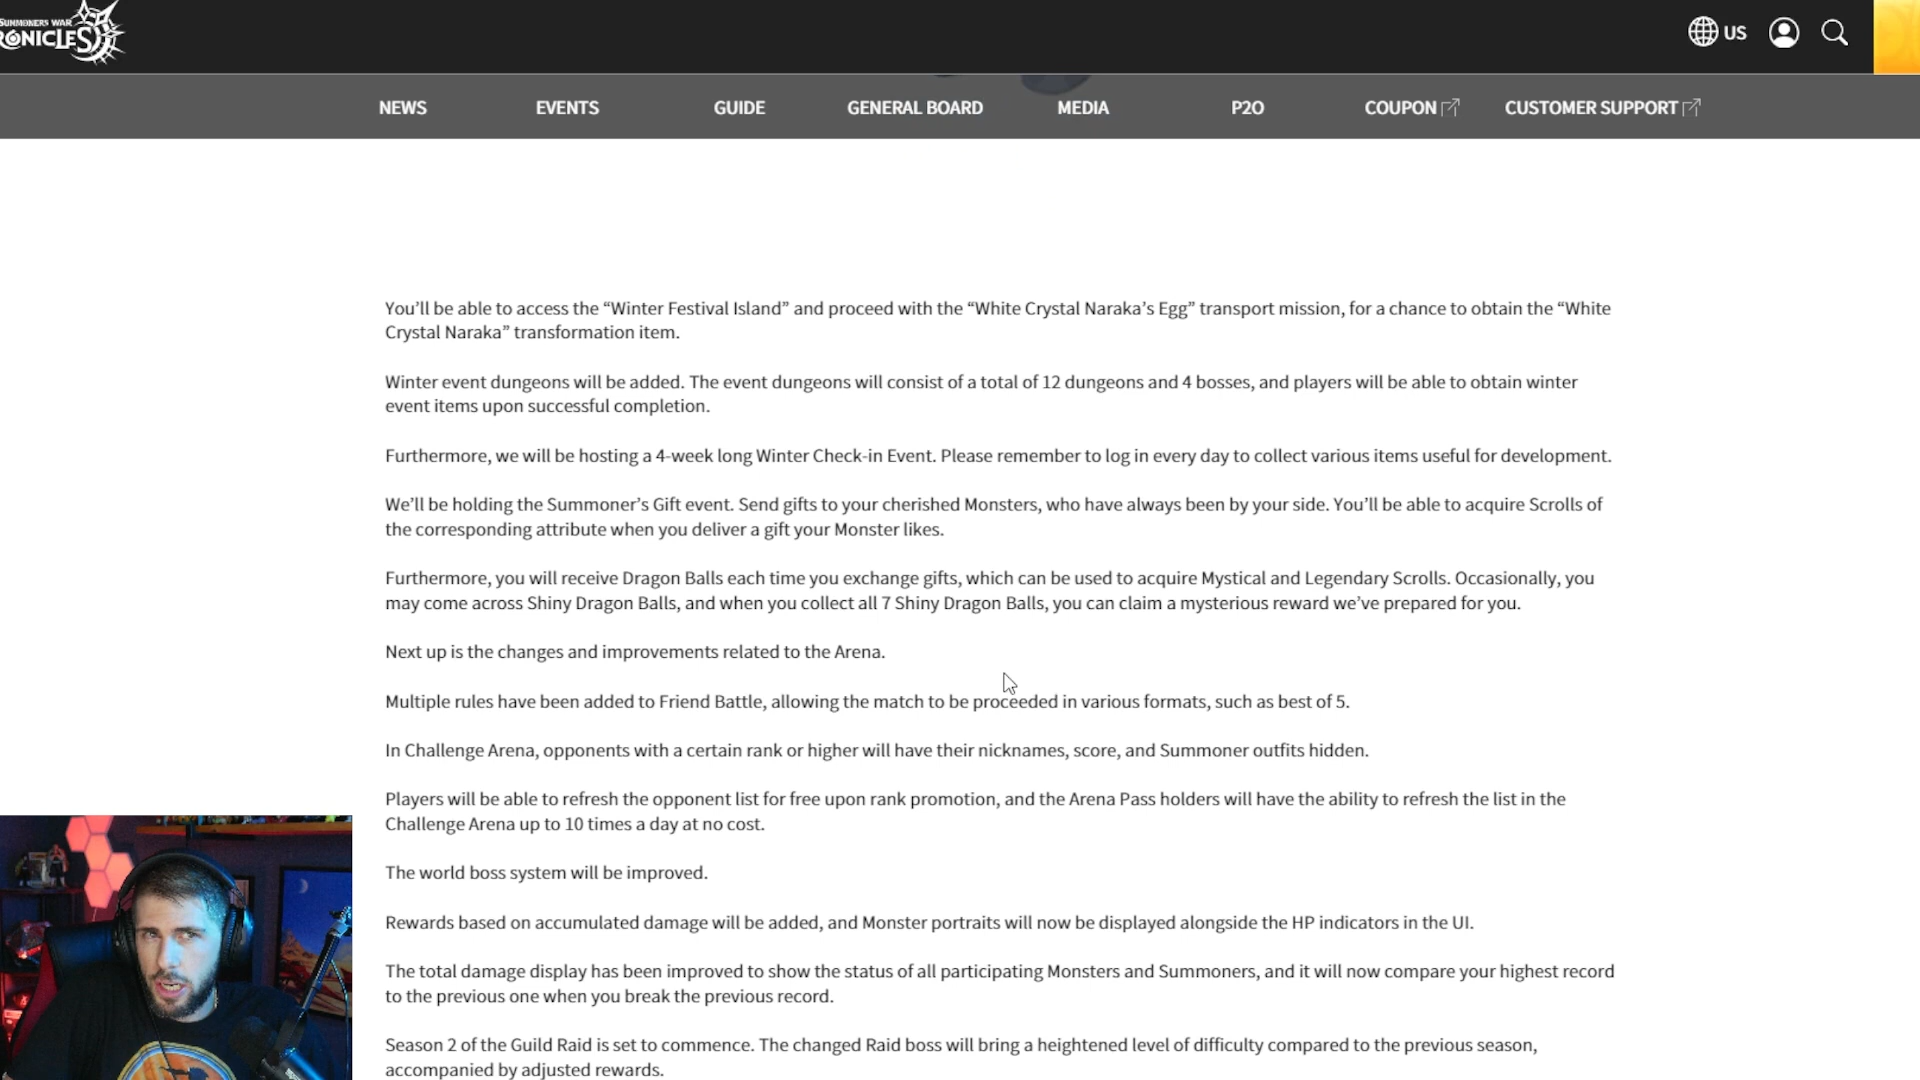 SUMMONERS WAR
RONICLES
US
NEWS
EVENTS
GUIDE
GENERAL BOARD
MEDIA
P2O
COUPON
CUSTOMER SUPPORT
You’ll be able to access the “Winter Festival Island” and proceed with the “White Crystal Naraka’s Egg” transport mission, for a chance to obtain the “White
Crystal Naraka” transformation item.
Winter event dungeons will be added. The event dungeons will consist of a total of 12 dungeons and 4 bosses, and players will be able to obtain winter
event items upon successful completion.
Furthermore, we will be hosting a 4-week long Winter Check-in Event. Please remember to log in every day to collect various items useful for development.
We’ll be holding the Summoner’s Gift event. Send gifts to your cherished Monsters, who have always been by your side. You’ll be able to acquire Scrolls of
the corresponding attribute when you deliver a gift your Monster likes.
Furthermore, you will receive Dragon Balls each time you exchange gifts, which can be used to acquire Mystical and Legendary Scrolls. Occasionally, you
may come across Shiny Dragon Balls, and when you collect all 7 Shiny Dragon Balls, you can claim a mysterious reward we’ve prepared for you.
Next up is the changes and improvements related to the Arena.
Multiple rules have been added to Friend Battle, allowing the match to be proceeded in various formats, such as best of 5.
In Challenge Arena, opponents with a certain rank or higher will have their nicknames, score, and Summoner outfits hidden.
Players will be able to refresh the opponent list for free upon rank promotion, and the Arena Pass holders will have the ability to refresh the list in the
Challenge Arena up to 10 times a day at no cost.
The world boss system will be improved.
Rewards based on accumulated damage will be added, and Monster portraits will now be displayed alongside the HP indicators in the UI.
The total damage display has been improved to show the status of all participating Monsters and Summoners, and it will now compare your highest record
to the previous one when you break the previous record.
Season 2 of the Guild Raid is set to commence. The changed Raid boss will bring a heightened level of difficulty compared to the previous season,
accompanied by adjusted rewards.